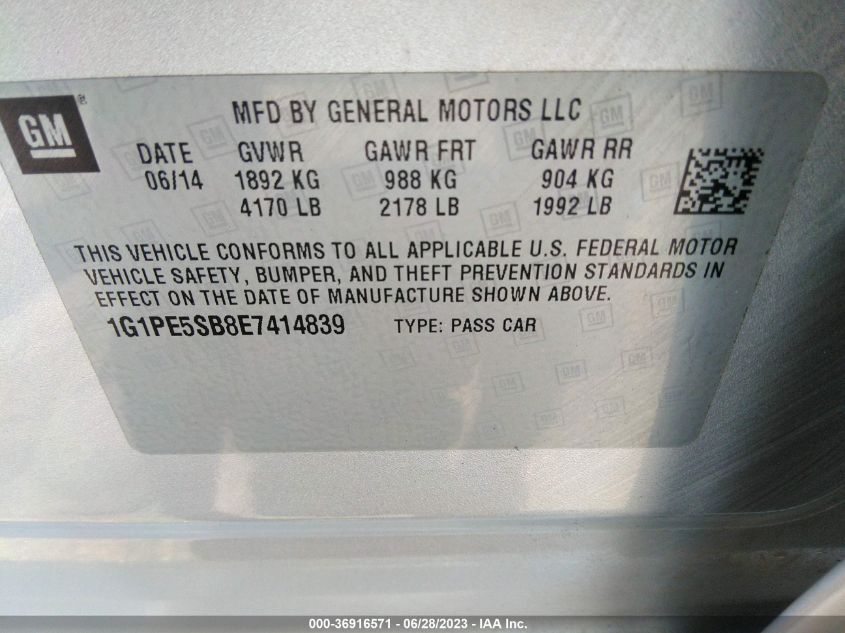 GM®
MFD BY GENERAL MOTORS LLC
DATE GVWR GAWR FRT GAWR RR
06/14 1892 KG 988 KG 904 KG
4170 LB 2178 LB 1992 LB
THIS VEHICLE CONFORMS TO ALL APPLICABLE U.S. FEDERAL MOTOR
VEHICLE SAFETY, BUMPER, AND THEFT PREVENTION STANDARDS IN
EFFECT ON THE DATE OF MANUFACTURE SHOWN ABOVE.
1G1PE5SB8E7414839 TYPE: PASS CAR
000-36916571 - 06/28/2023 - IAA Inc.